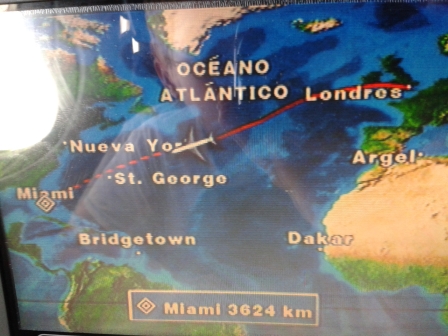 OCÉANO
ATLÁNTICO
Londres
Nueva Yo
Argel
St. George
Miami
Bridgetown
Dakar
Miami 3624 km